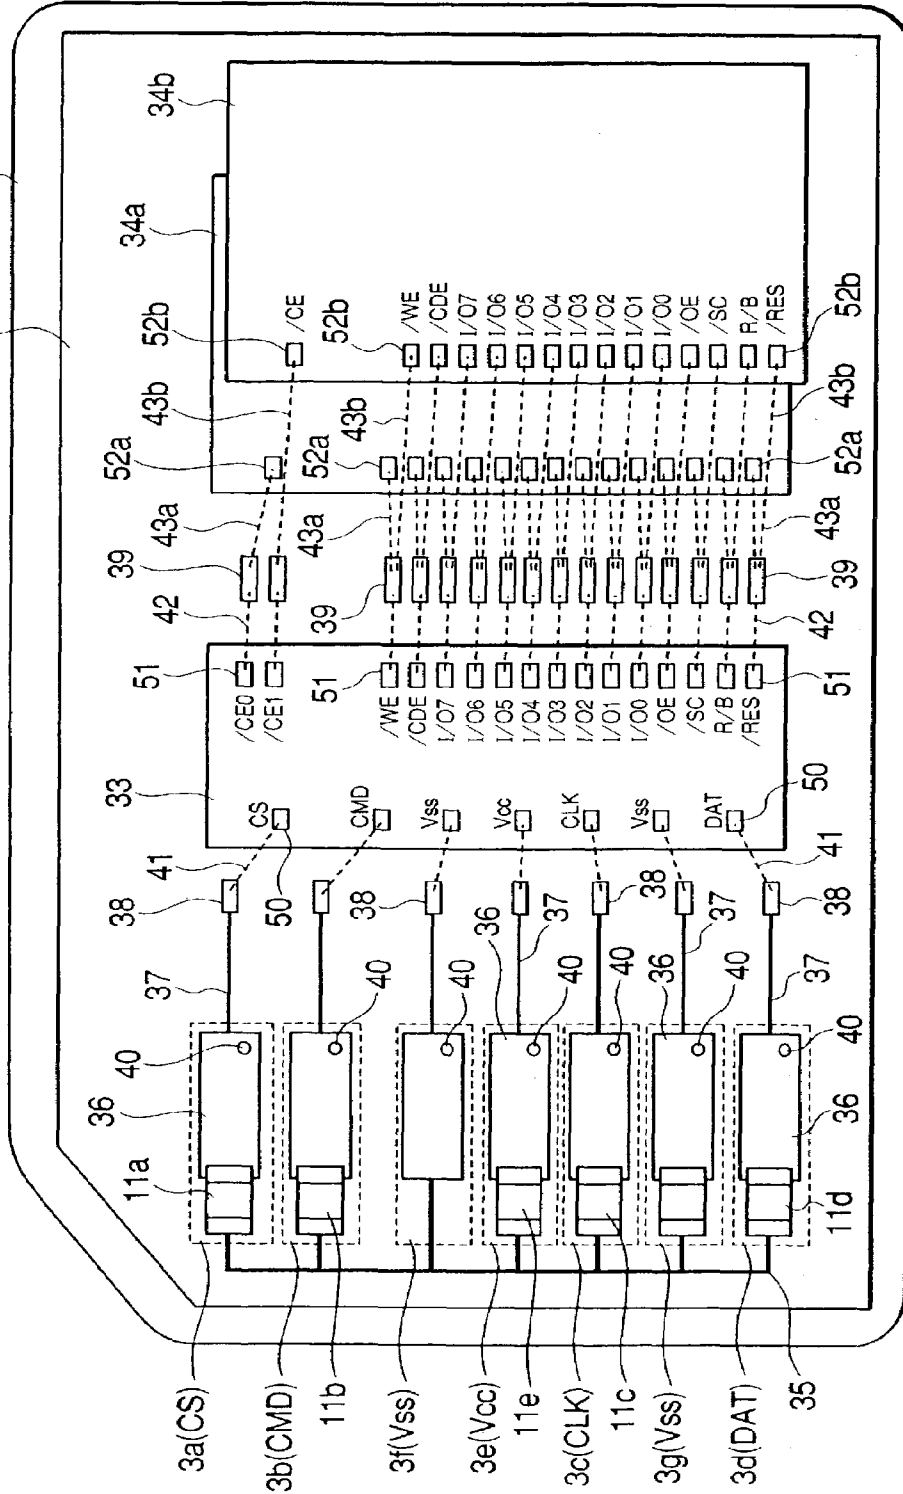 34b
34a
52b
/CE
52b
/WE
/CDE
I/O7
I/O6
I/O5
I/O4
I/O3
I/O2
I/O1
I/O0
/OE
/SC
R/B
/RES
52b
43b
43b
43b
52a
52a
52a
43a
43a
43a
39
39
39
42
42
51
51
51
/CE0
/CE1
/WE
/CDE
I/O7
I/O6
I/O5
I/O4
I/O3
I/O2
I/O1
I/O0
/OE
/SC
R/B
/RES
33
CS
CMD
Vss
Vcc
CLK
Vss
DAT
50
50
41
41
38
38
38
38
37
37
37
37
36
36
36
36
40
40
40
40
40
40
40
11a
11d
3a(CS)
3b(CMD)
11b
3f(Vss)
3e(Vcc)
11e
3c(CLK)
11c
3g(Vss)
3d(DAT)
35